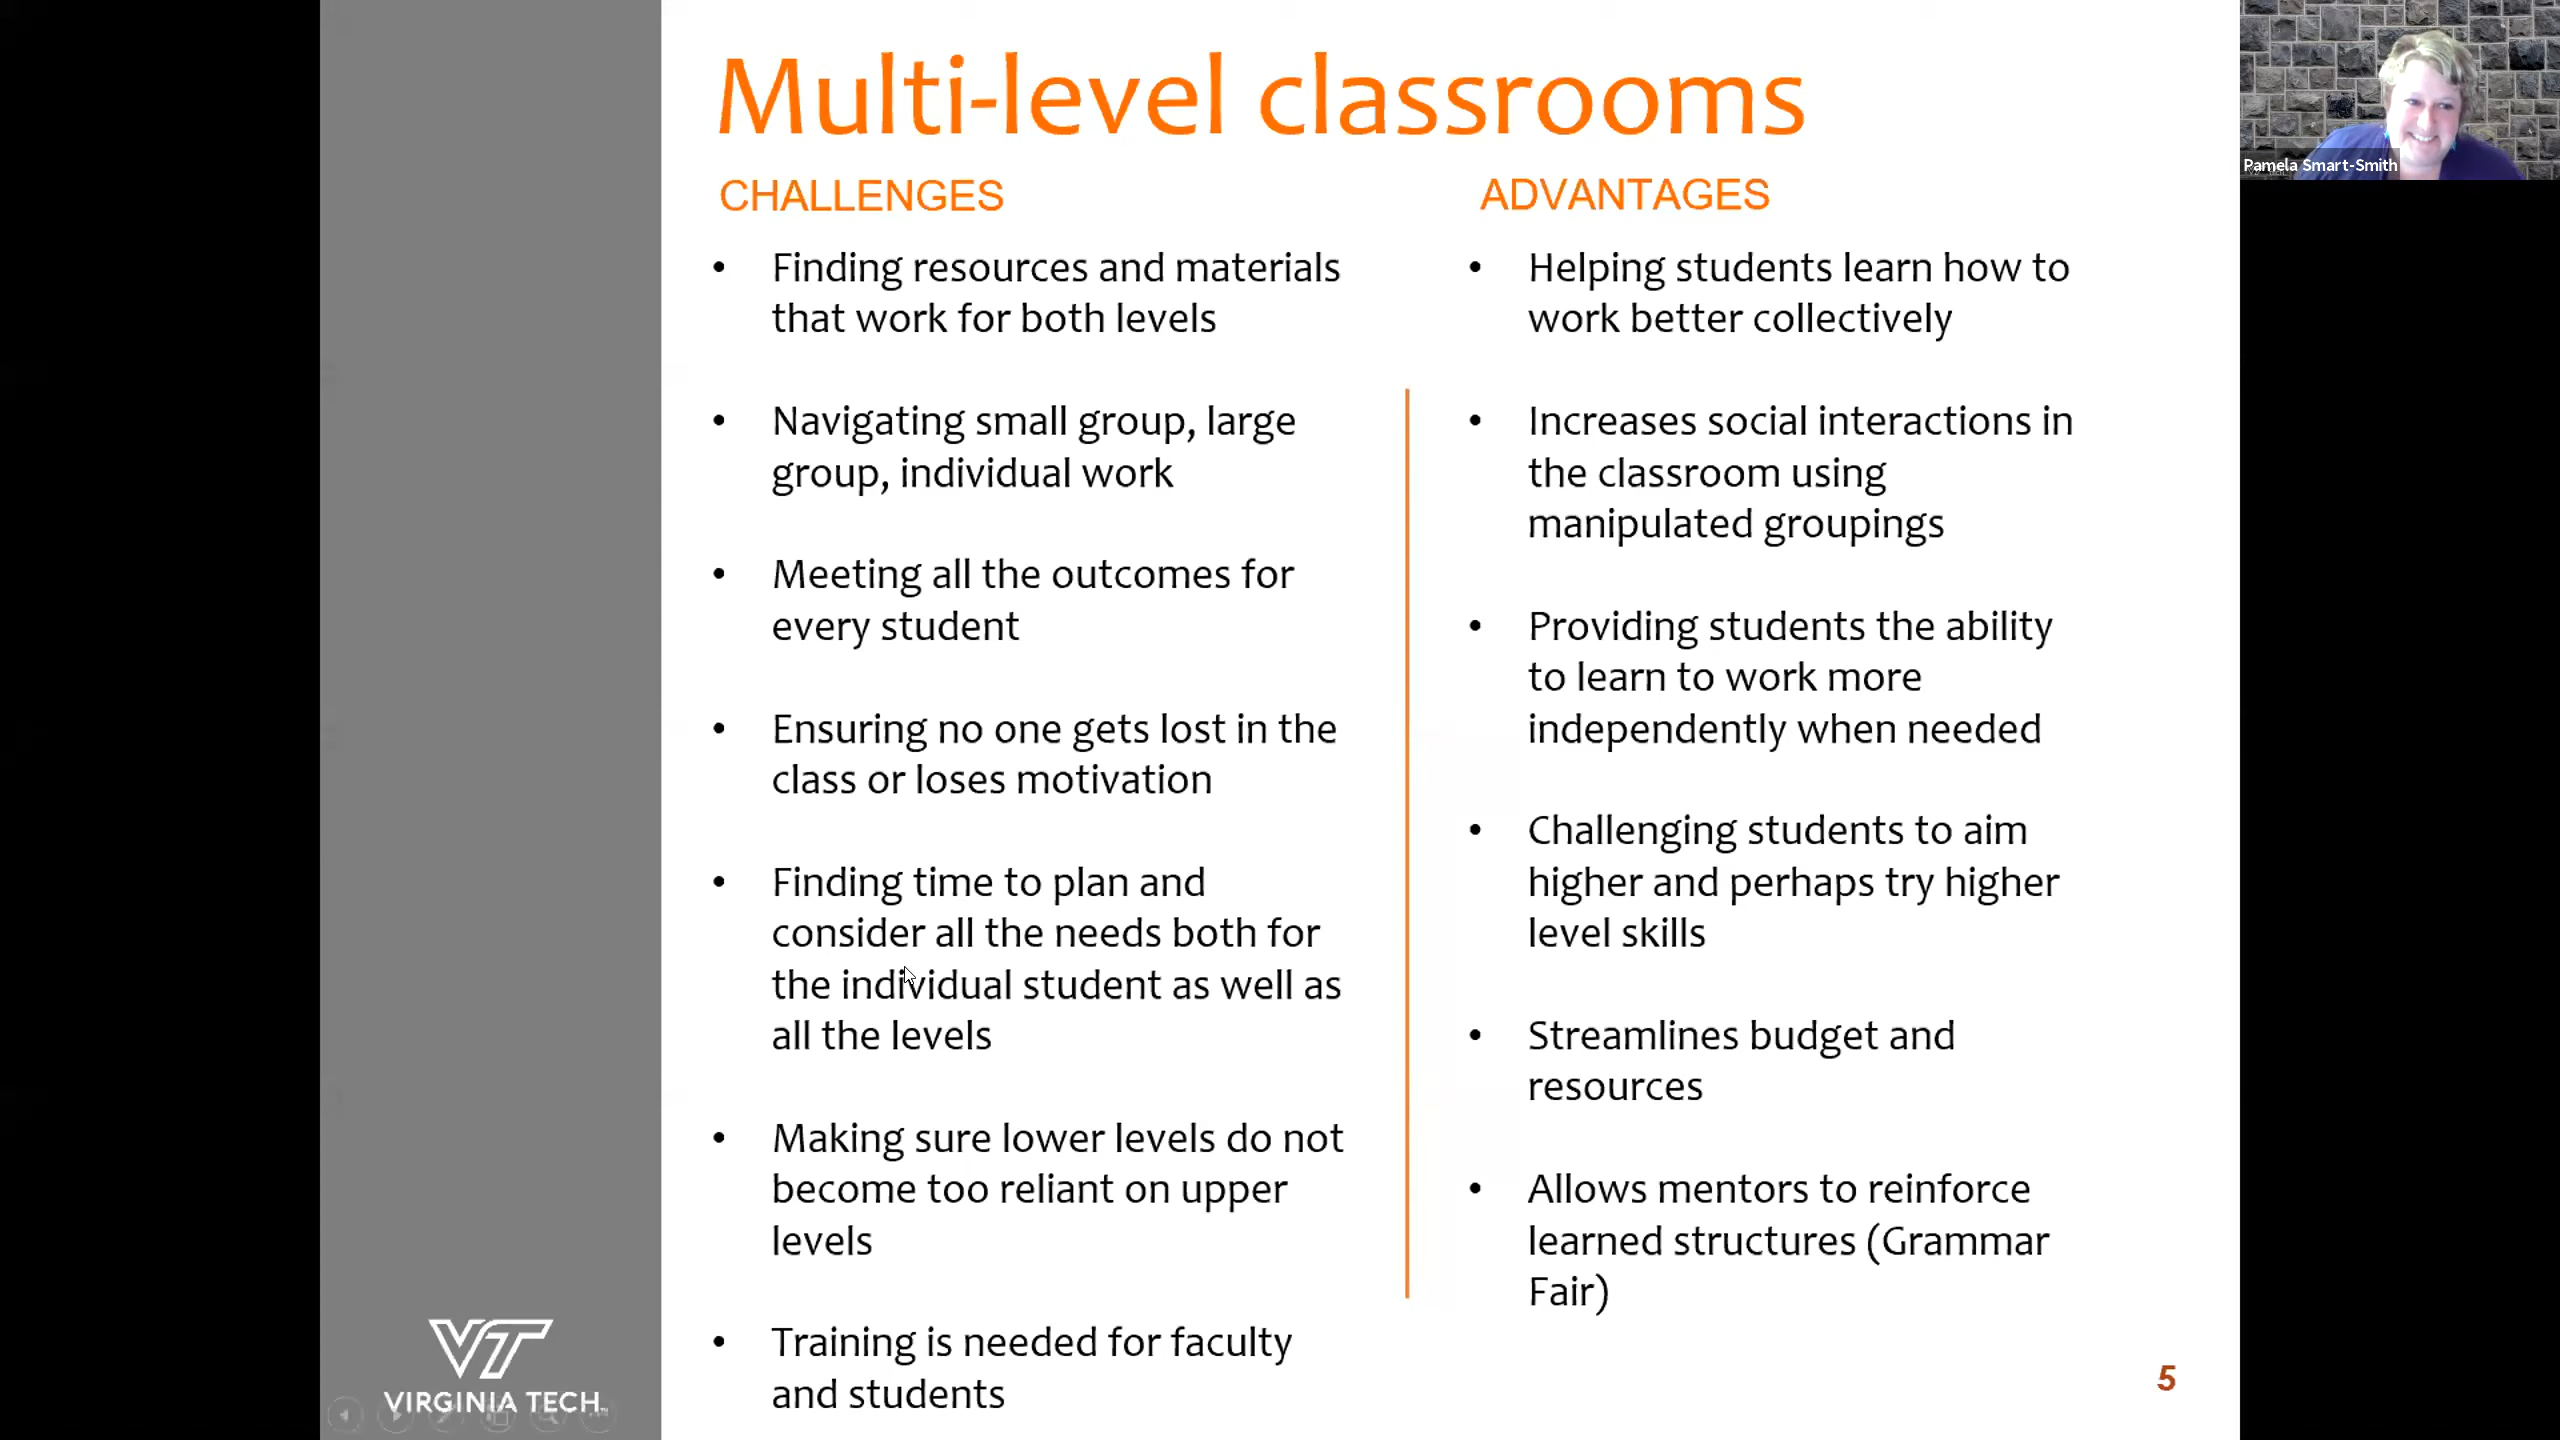 Multi-level classrooms
Pamela Smart-Smith
CHALLENGES
• Finding resources and materials
that work for both levels
• Navigating small group, large
group, individual work
• Meeting all the outcomes for
every student
• Ensuring no one gets lost in the
class or loses motivation
• Finding time to plan and
consider all the needs both for
the individual student as well as
all the levels
• Making sure lower levels do not
become too reliant on upper
levels
• Training is needed for faculty
and students
ADVANTAGES
• Helping students learn how to
work better collectively
• Increases social interactions in
the classroom using
manipulated groupings
• Providing students the ability
to learn to work more
independently when needed
• Challenging students to aim
higher and perhaps try higher
level skills
• Streamlines budget and
resources
• Allows mentors to reinforce
learned structures (Grammar
Fair)
VT
VIRGINIA TECH
5